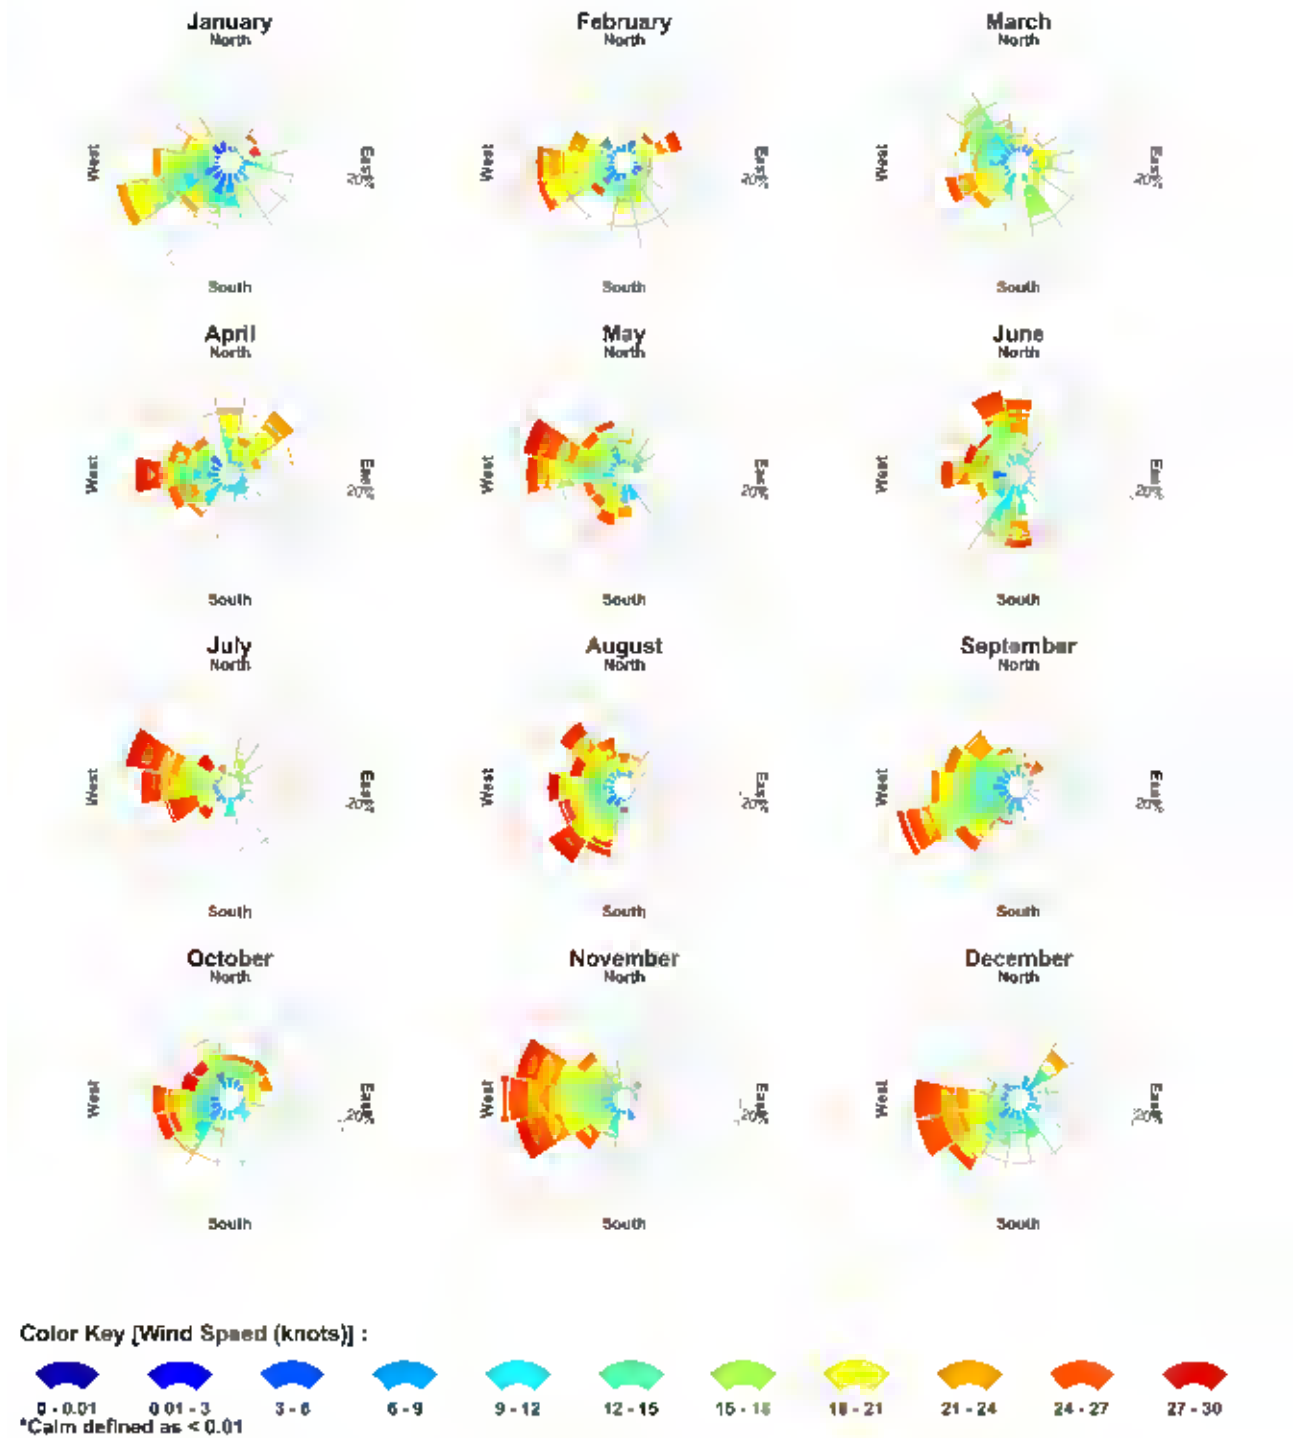 January February March
North North North
West East West East West East
20% 20% 20%
South South South
April May June
North North North
West East West East West East
20% 20% 20%
South South South
July August September
North North North
West East West East West East
20% 20% 20%
South South South
October November December
North North North
West East West East West East
20% 20% 20%
South South South
Color Key [Wind Speed (knots)] :
0 - 0.01 0.01 - 3 3 - 6 6 - 9 9 - 12 12 - 15 15 - 18 18 - 21 21 - 24 24 - 27 27 - 30
*Calm defined as < 0.01